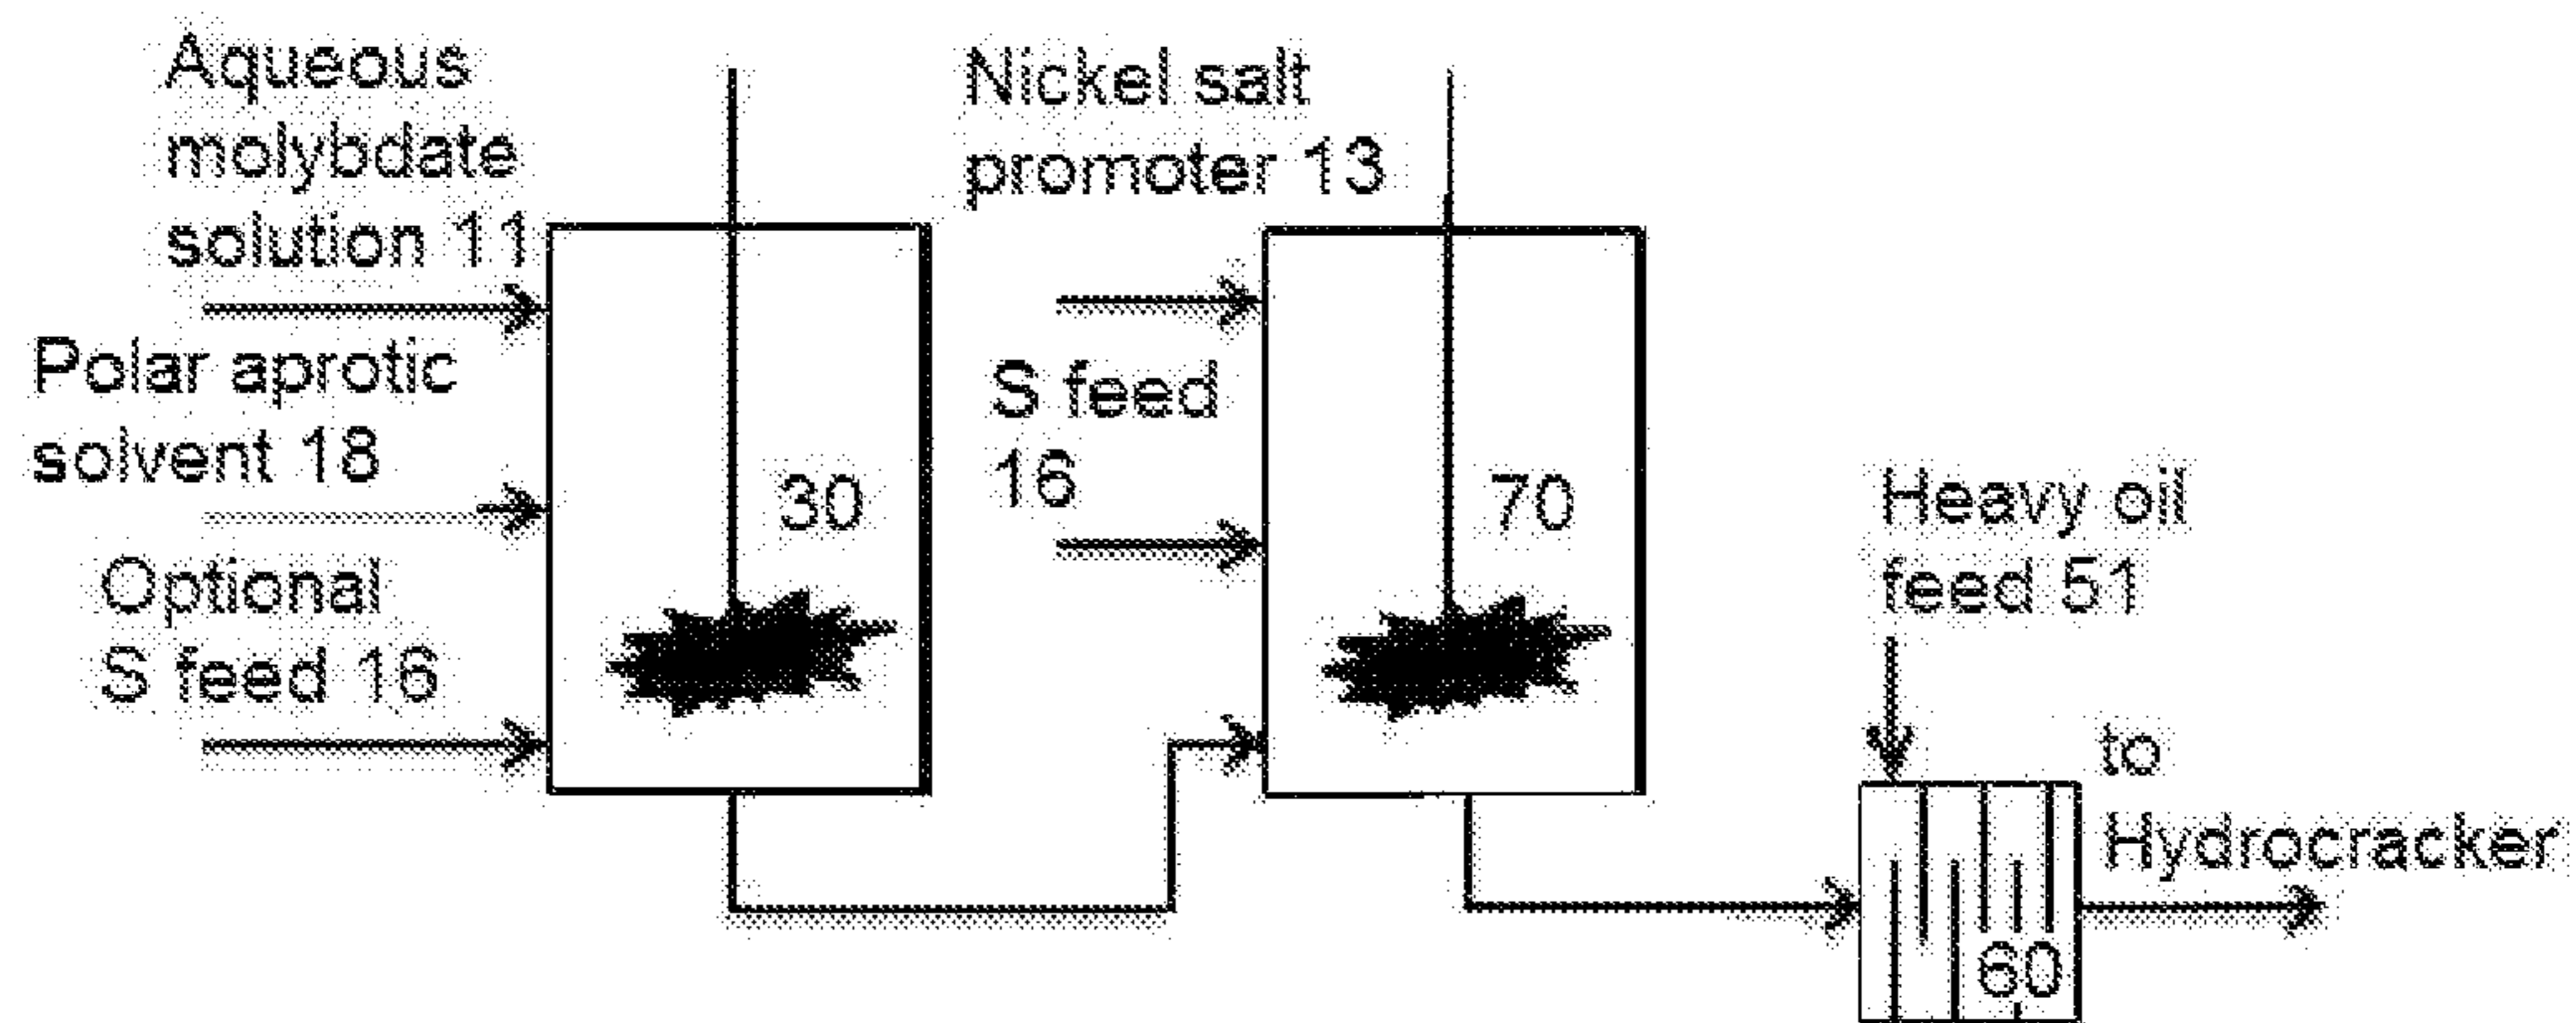 Aqueous
molybdate
solution 11
Polar aprotic
solvent 18
Optional
S feed 16
30
Nickel salt
promoter 13
S feed
16
70
Heavy oil
feed 51
60
to
Hydrocracker